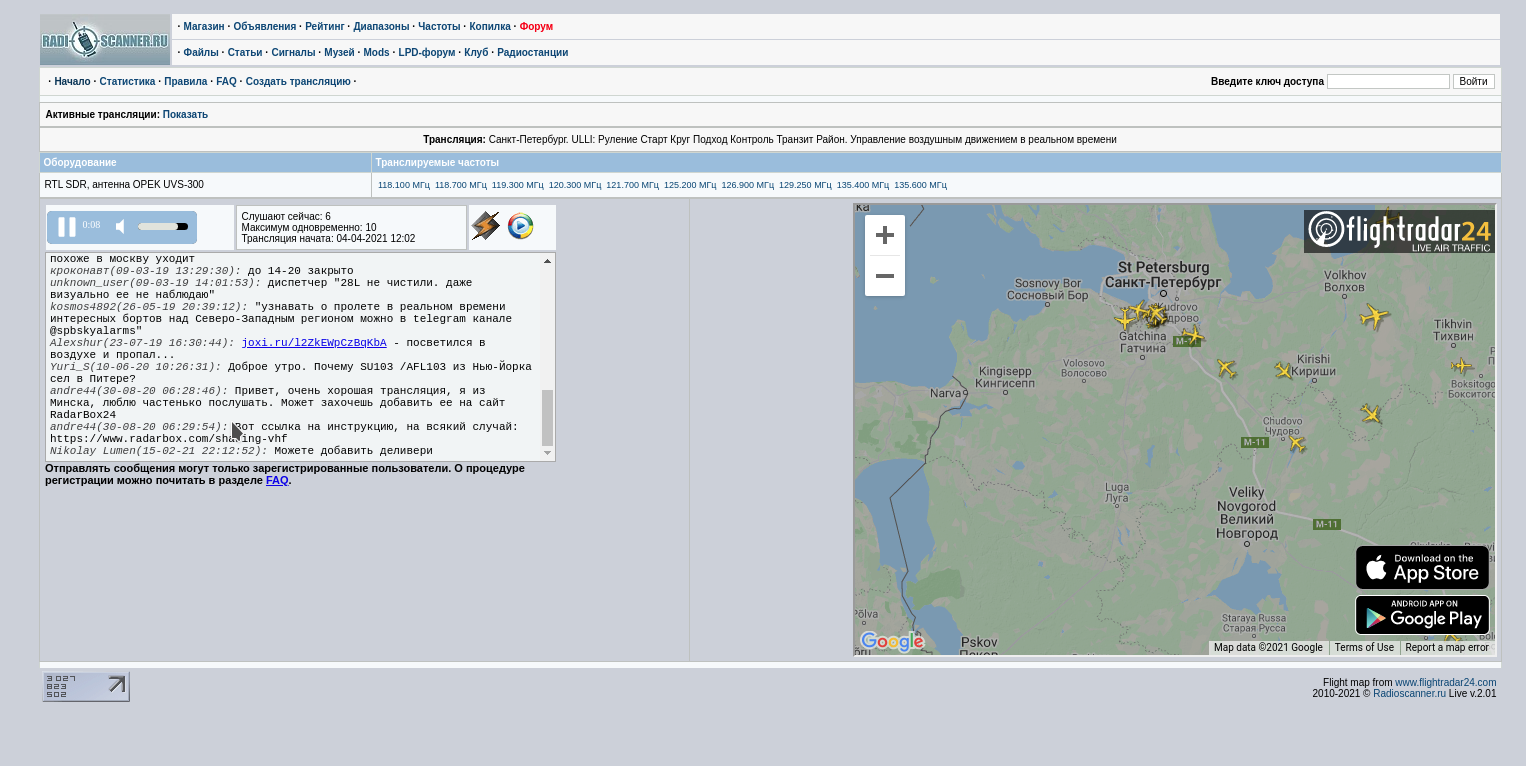 RADIOSCANNER.RU
· Магазин · Объявления · Рейтинг · Диапазоны · Частоты · Копилка · Форум
· Файлы · Статьи · Сигналы · Музей · Mods · LPD-форум · Клуб · Радиостанции
· Начало · Статистика · Правила · FAQ · Создать трансляцию ·
Введите ключ доступа Войти
Активные трансляции: Показать
Трансляция: Санкт-Петербург. ULLI: Руление Старт Круг Подход Контроль Транзит Район. Управление воздушным движением в реальном времени
Оборудование Транслируемые частоты
RTL SDR, антенна OPEK UVS-300 118.100 МГц 118.700 МГц 119.300 МГц 120.300 МГц 121.700 МГц 125.200 МГц 126.900 МГц 129.250 МГц 135.400 МГц 135.600 МГц
0:08
Слушают сейчас: 6
Максимум одновременно: 10
Трансляция начата: 04-04-2021 12:02
похоже в москву уходит
кроконавт(09-03-19 13:29:30): до 14-20 закрыто
unknown_user(09-03-19 14:01:53): диспетчер "28L не чистили. даже
визуально ее не наблюдаю"
kosmos4892(26-05-19 20:39:12): "узнавать о пролете в реальном времени
интересных бортов над Северо-Западным регионом можно в telegram канале
@spbskyalarms"
Alexshur(23-07-19 16:30:44): joxi.ru/l2ZkEWpCzBqKbA - посветился в
воздухе и пропал...
Yuri_S(10-06-20 10:26:31): Доброе утро. Почему SU103 /AFL103 из Нью-Йорка
сел в Питере?
andre44(30-08-20 06:28:46): Привет, очень хорошая трансляция, я из
Минска, люблю частенько послушать. Может захочешь добавить ее на сайт
RadarBox24
andre44(30-08-20 06:29:54): Вот ссылка на инструкцию, на всякий случай:
https://www.radarbox.com/sharing-vhf
Nikolay Lumen(15-02-21 22:12:52): Можете добавить деливери
Отправлять сообщения могут только зарегистрированные пользователи. О процедуре
регистрации можно почитать в разделе FAQ.
flightradar24
LIVE AIR TRAFFIC
St Petersburg
Санкт-Петербург
Sosnovy Bor
Сосновый Бор
Volkhov
Волхов
Kudrovo
Gatchina
Гатчина
M-11
Tikhvin
Тихвин
Volosovo
Волосово
Kirishi
Кириши
Kingisepp
Кингисепп
Narva
Chudovo
Чудово
M-11
Luga
Луга
Veliky
Novgorod
Великий
Новгород
M-11
Download on the
App Store
ANDROID APP ON
Google Play
Põlva
Staraya Russa
Старая Русса
Pskov
Google
Map data ©2021 Google Terms of Use Report a map error
3 027
823
502
Flight map from www.flightradar24.com
2010-2021 © Radioscanner.ru Live v.2.01